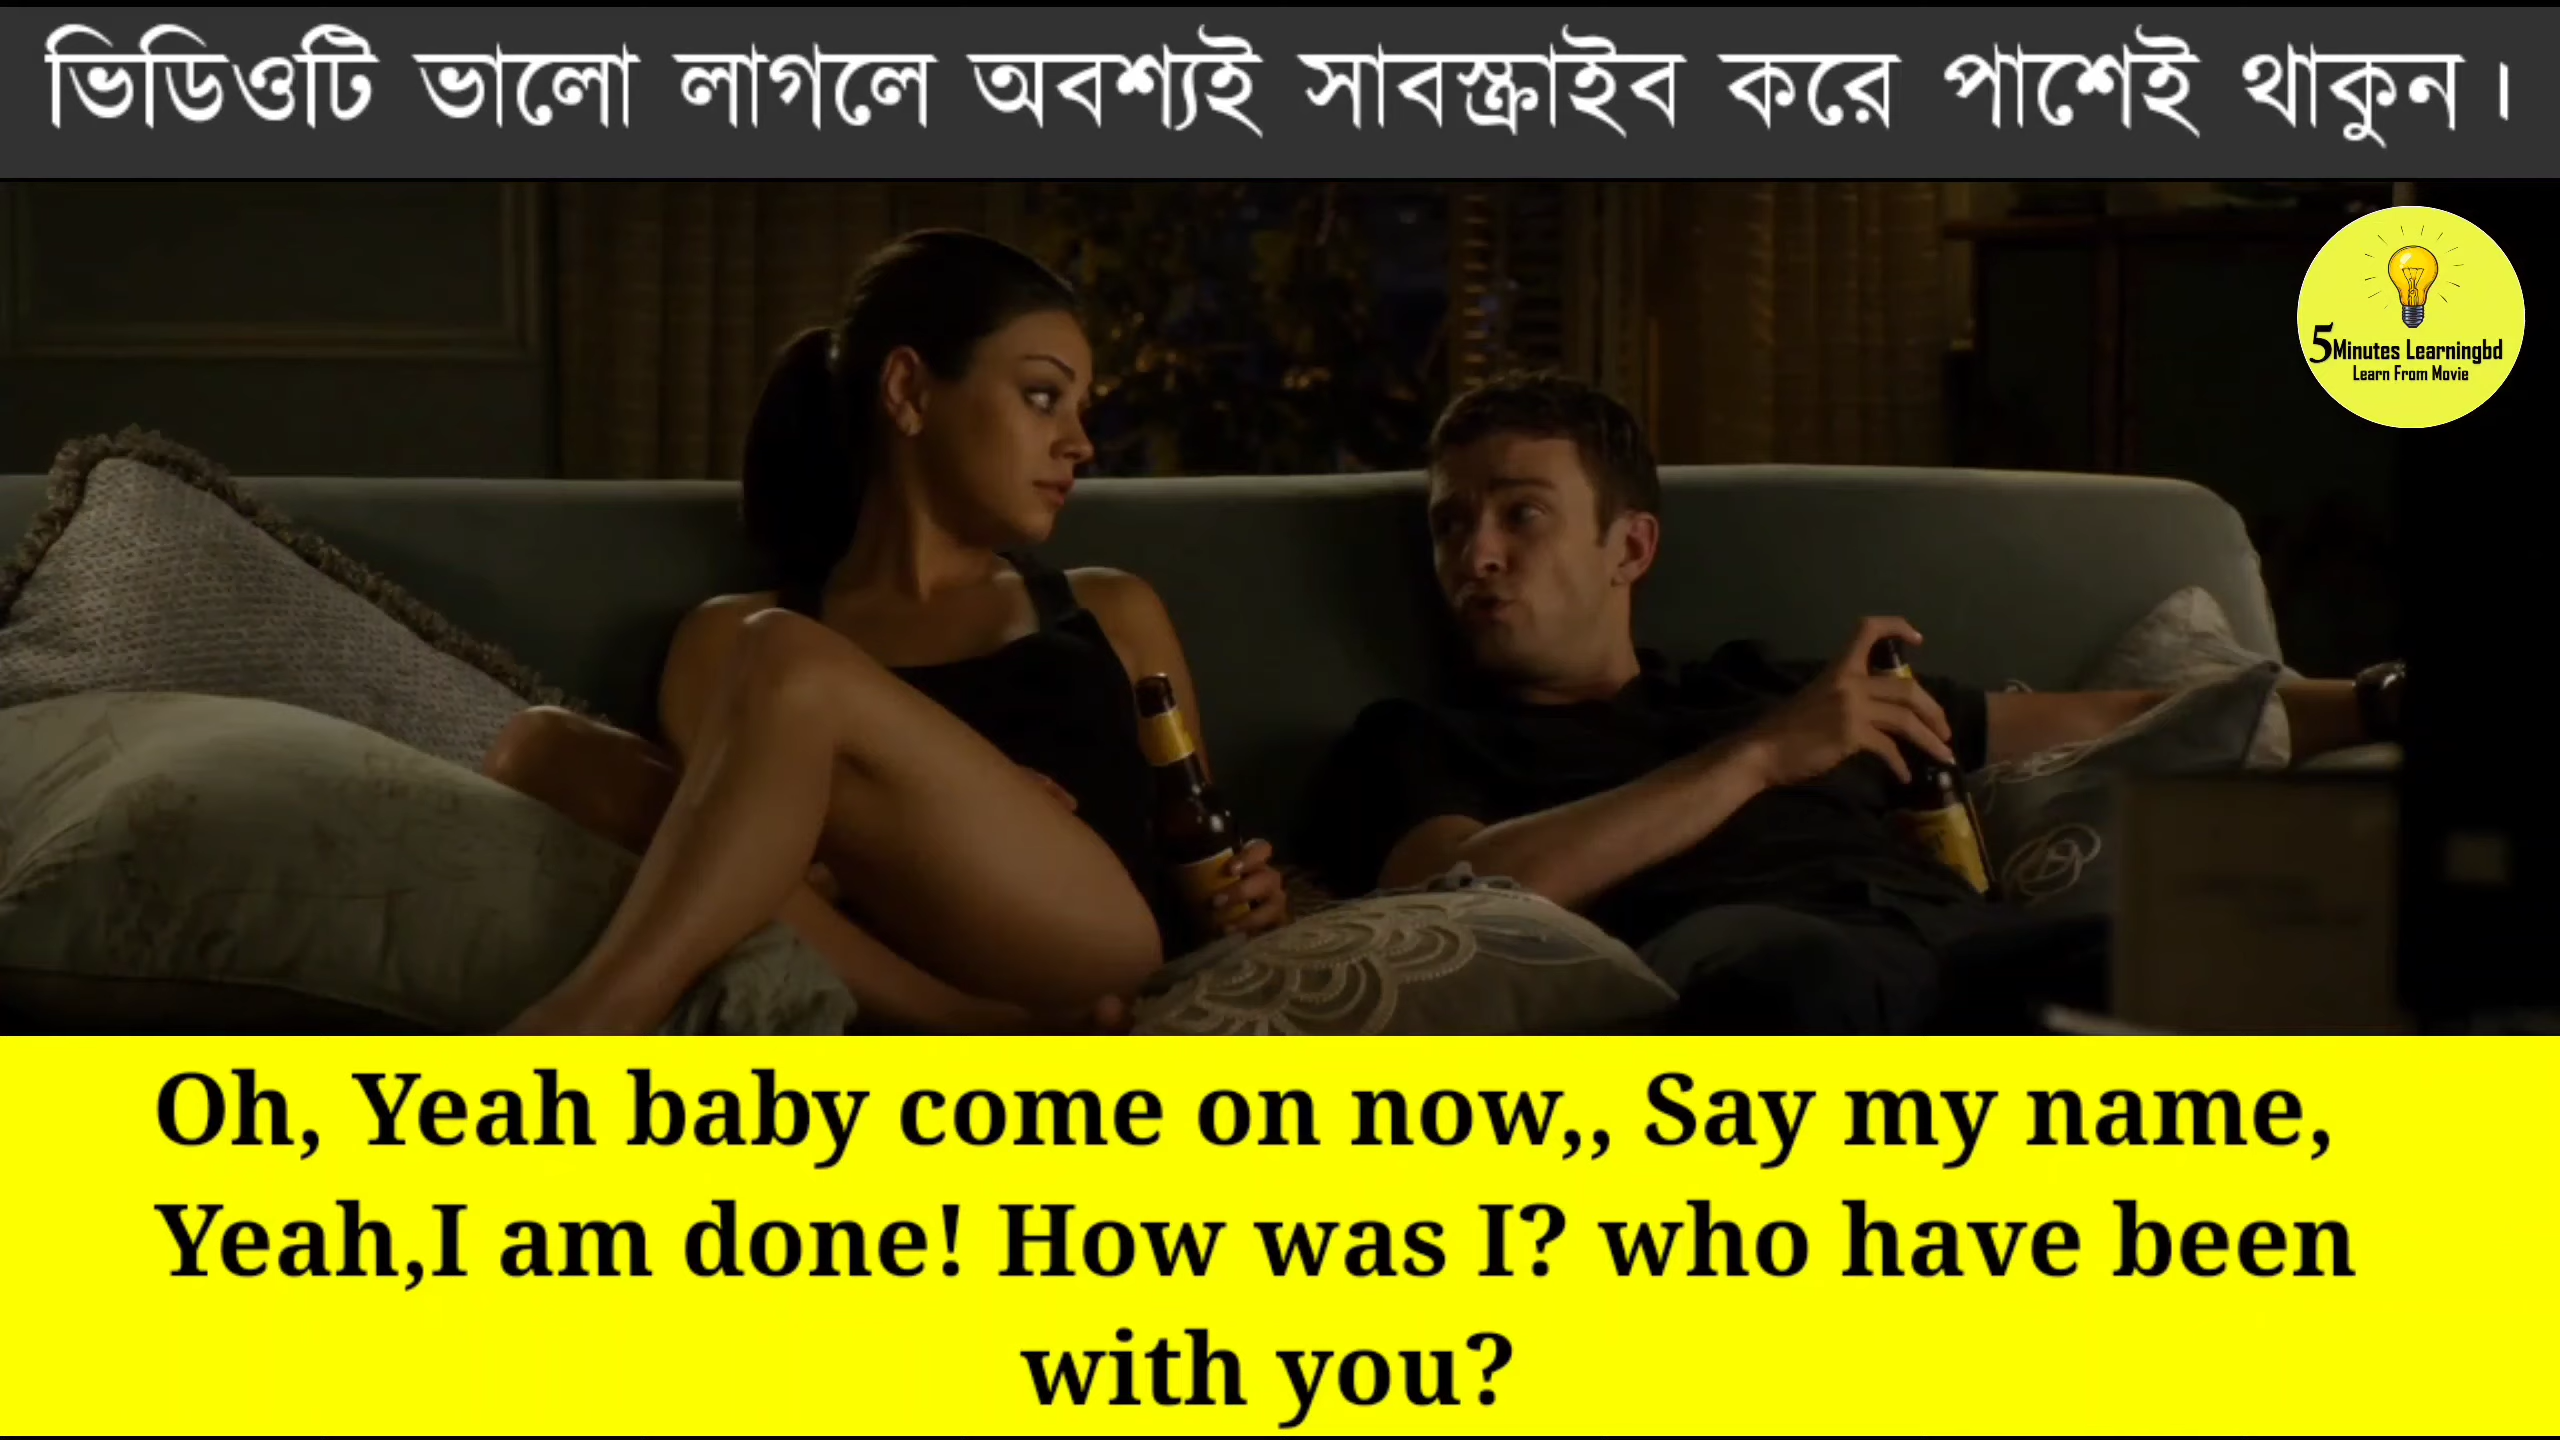 ভিডিওটি ভালো লাগলে অবশ্যই সাবস্ক্রাইব করে পাশেই থাকুন।
5Minutes Learningbd
Learn From Movie
Oh, Yeah baby come on now,, Say my name,
Yeah,I am done! How was I? who have been
with you?